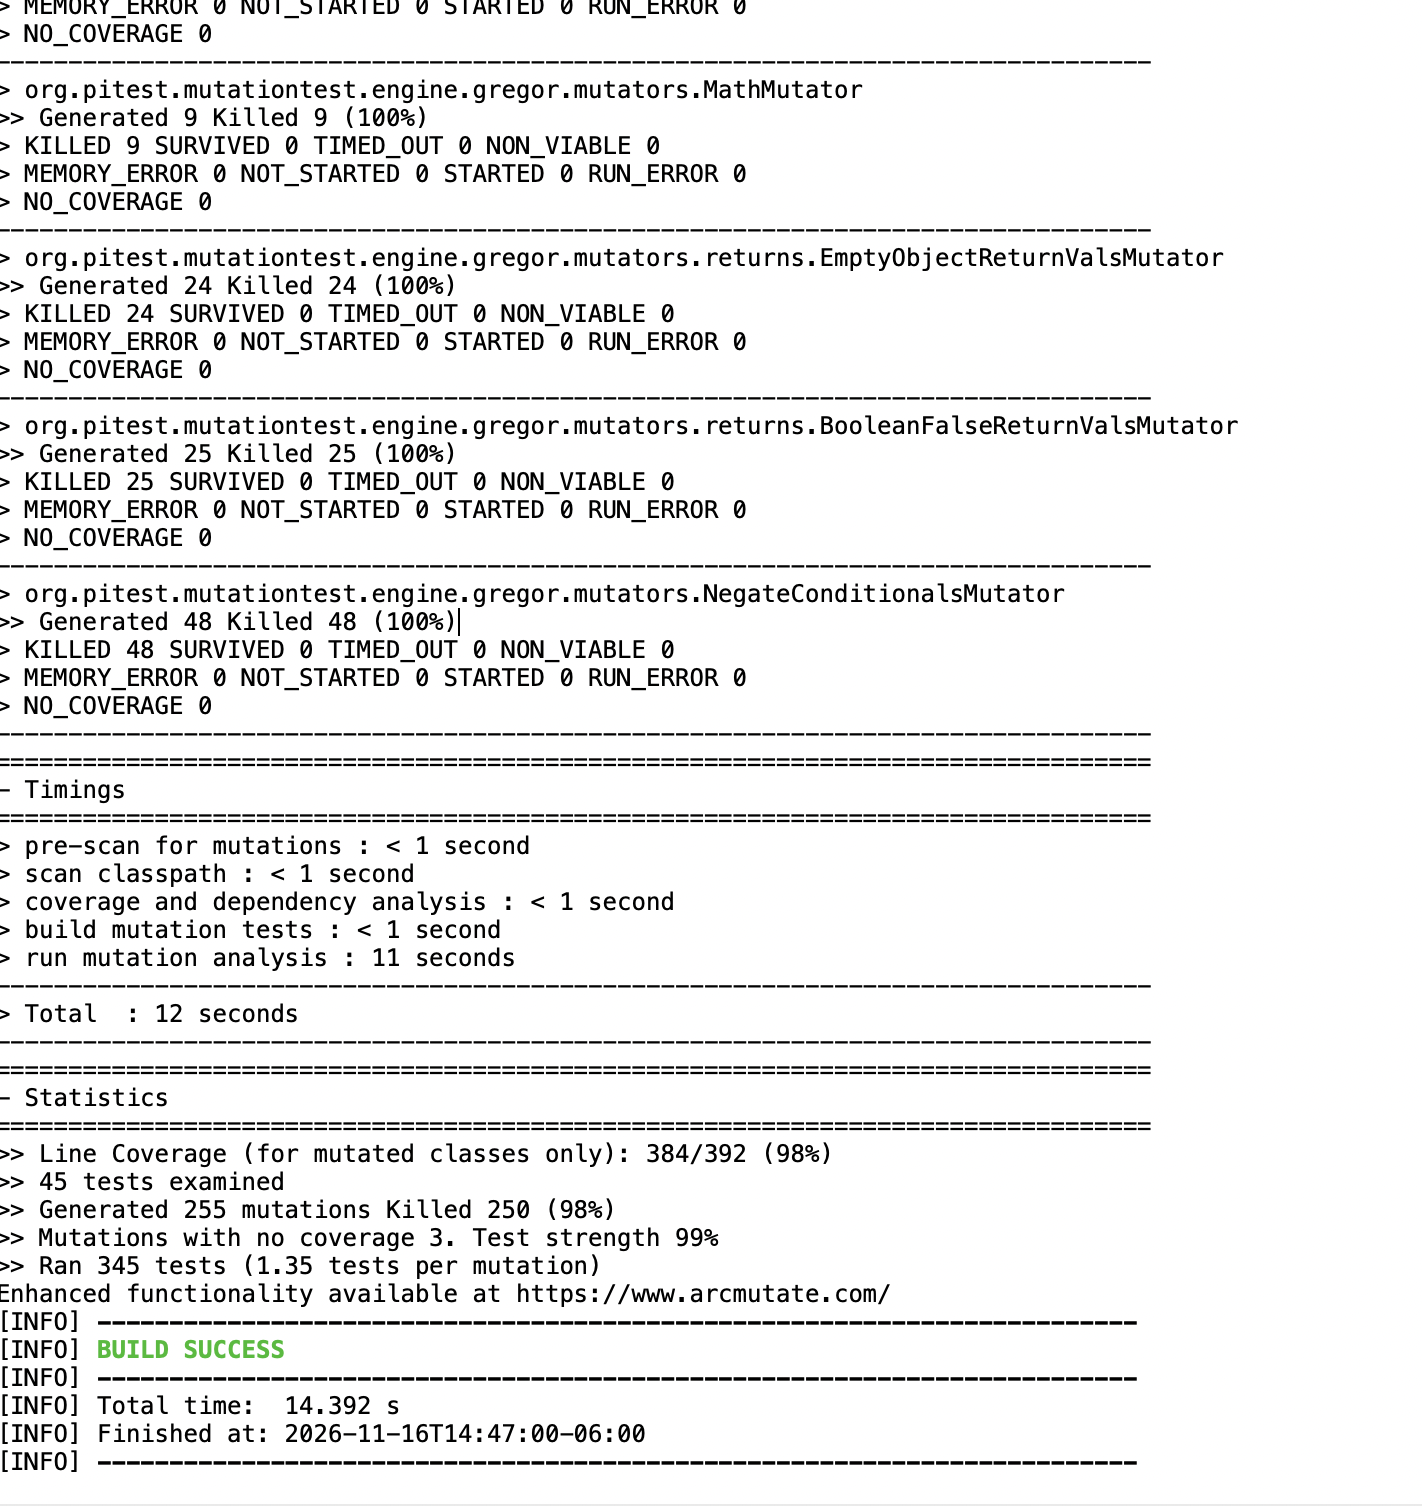 > MEMORY_ERROR 0 NOT_STARTED 0 STARTED 0 RUN_ERROR 0
> NO_COVERAGE 0
--------------------------------------------------------------------------------
> org.pitest.mutationtest.engine.gregor.mutators.MathMutator
>> Generated 9 Killed 9 (100%)
> KILLED 9 SURVIVED 0 TIMED_OUT 0 NON_VIABLE 0
> MEMORY_ERROR 0 NOT_STARTED 0 STARTED 0 RUN_ERROR 0
> NO_COVERAGE 0
--------------------------------------------------------------------------------
> org.pitest.mutationtest.engine.gregor.mutators.returns.EmptyObjectReturnValsMutator
>> Generated 24 Killed 24 (100%)
> KILLED 24 SURVIVED 0 TIMED_OUT 0 NON_VIABLE 0
> MEMORY_ERROR 0 NOT_STARTED 0 STARTED 0 RUN_ERROR 0
> NO_COVERAGE 0
--------------------------------------------------------------------------------
> org.pitest.mutationtest.engine.gregor.mutators.returns.BooleanFalseReturnValsMutator
>> Generated 25 Killed 25 (100%)
> KILLED 25 SURVIVED 0 TIMED_OUT 0 NON_VIABLE 0
> MEMORY_ERROR 0 NOT_STARTED 0 STARTED 0 RUN_ERROR 0
> NO_COVERAGE 0
--------------------------------------------------------------------------------
> org.pitest.mutationtest.engine.gregor.mutators.NegateConditionalsMutator
>> Generated 48 Killed 48 (100%)
> KILLED 48 SURVIVED 0 TIMED_OUT 0 NON_VIABLE 0
> MEMORY_ERROR 0 NOT_STARTED 0 STARTED 0 RUN_ERROR 0
> NO_COVERAGE 0
--------------------------------------------------------------------------------
================================================================================
- Timings
================================================================================
> pre-scan for mutations : < 1 second
> scan classpath : < 1 second
> coverage and dependency analysis : < 1 second
> build mutation tests : < 1 second
> run mutation analysis : 11 seconds
--------------------------------------------------------------------------------
> Total  : 12 seconds
--------------------------------------------------------------------------------
================================================================================
- Statistics
================================================================================
>> Line Coverage (for mutated classes only): 384/392 (98%)
>> 45 tests examined
>> Generated 255 mutations Killed 250 (98%)
>> Mutations with no coverage 3. Test strength 99%
>> Ran 345 tests (1.35 tests per mutation)
Enhanced functionality available at https://www.arcmutate.com/
[INFO] ------------------------------------------------------------------------
[INFO] BUILD SUCCESS
[INFO] ------------------------------------------------------------------------
[INFO] Total time:  14.392 s
[INFO] Finished at: 2026-11-16T14:47:00-06:00
[INFO] ------------------------------------------------------------------------